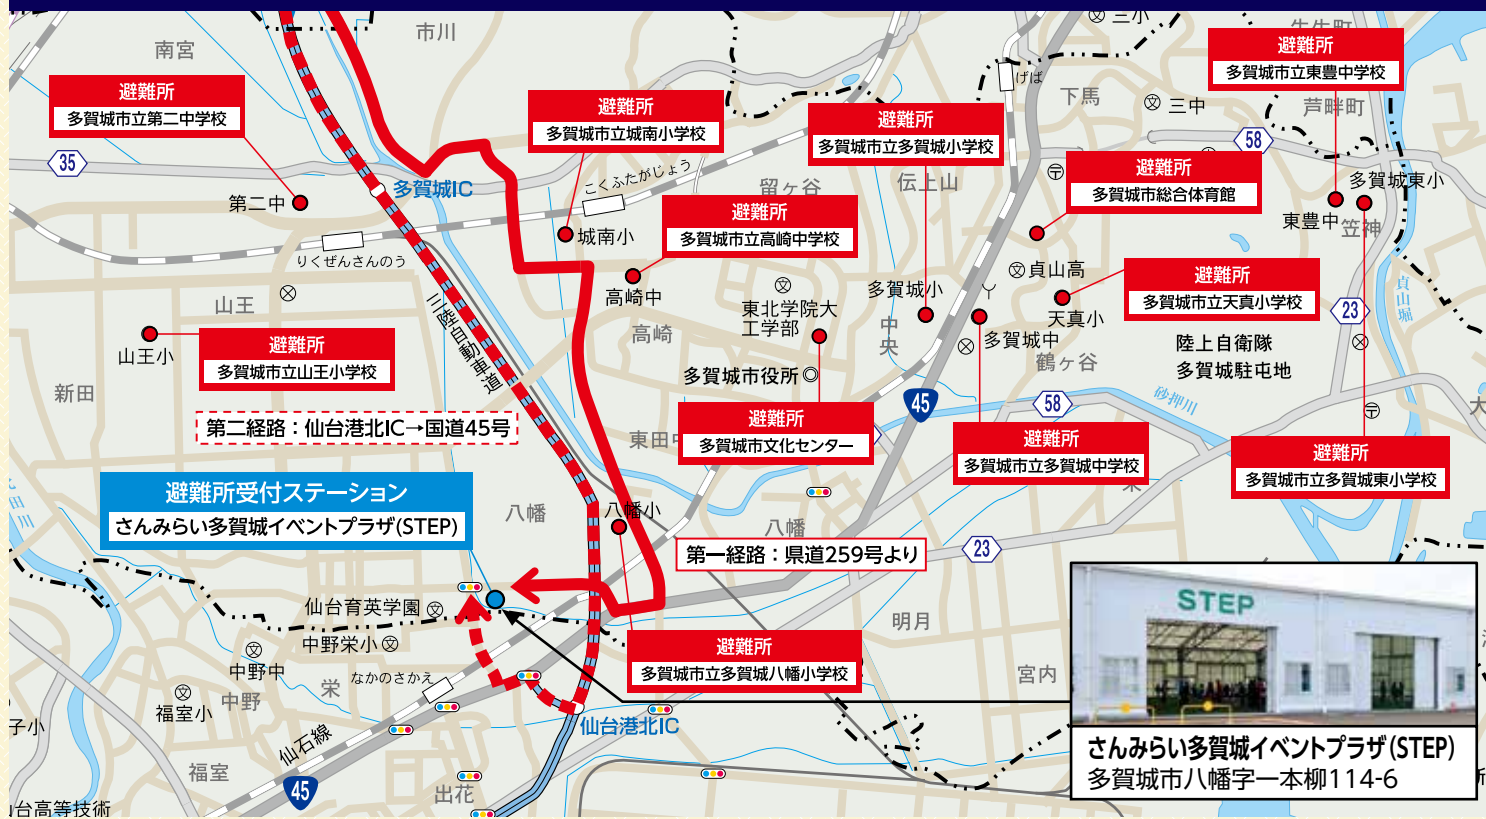 三小
市川
南宮
避難所
多賀城市立東豊中学校
げば
下馬
三中
芦畔町
避難所
多賀城市立第二中学校
避難所
多賀城市立城南小学校
避難所
多賀城市立多賀城小学校
58
35
避難所
多賀城市総合体育館
多賀城IC
こくふたがじょう
留ヶ谷
伝上山
多賀城東小
第二中
避難所
多賀城市立高崎中学校
東豊中
笠神
城南小
りくぜんさんのう
貞山高
避難所
多賀城市立天真小学校
貞山堀
高崎中
多賀城小
山王
三陸自動車道
東北学院大
工学部
天真小
23
高崎
中央
多賀城中
陸上自衛隊
多賀城駐屯地
山王小
避難所
多賀城市立山王小学校
鶴ヶ谷
多賀城市役所
新田
45
58
砂押川
第二経路：仙台港北IC→国道45号
避難所
多賀城市文化センター
避難所
多賀城市立多賀城中学校
避難所
多賀城市立多賀城東小学校
避難所受付ステーション
さんみらい多賀城イベントプラザ(STEP)
八幡
八幡小
八幡
第一経路：県道259号より
23
STEP
仙台育英学園
明月
中野栄小
避難所
多賀城市立多賀城八幡小学校
中野中
なかのさかえ
栄
宮内
中野
福室小
子小
仙台港北IC
仙石線
さんみらい多賀城イベントプラザ(STEP)
多賀城市八幡字一本柳114-6
福室
45
出花
台高等技術